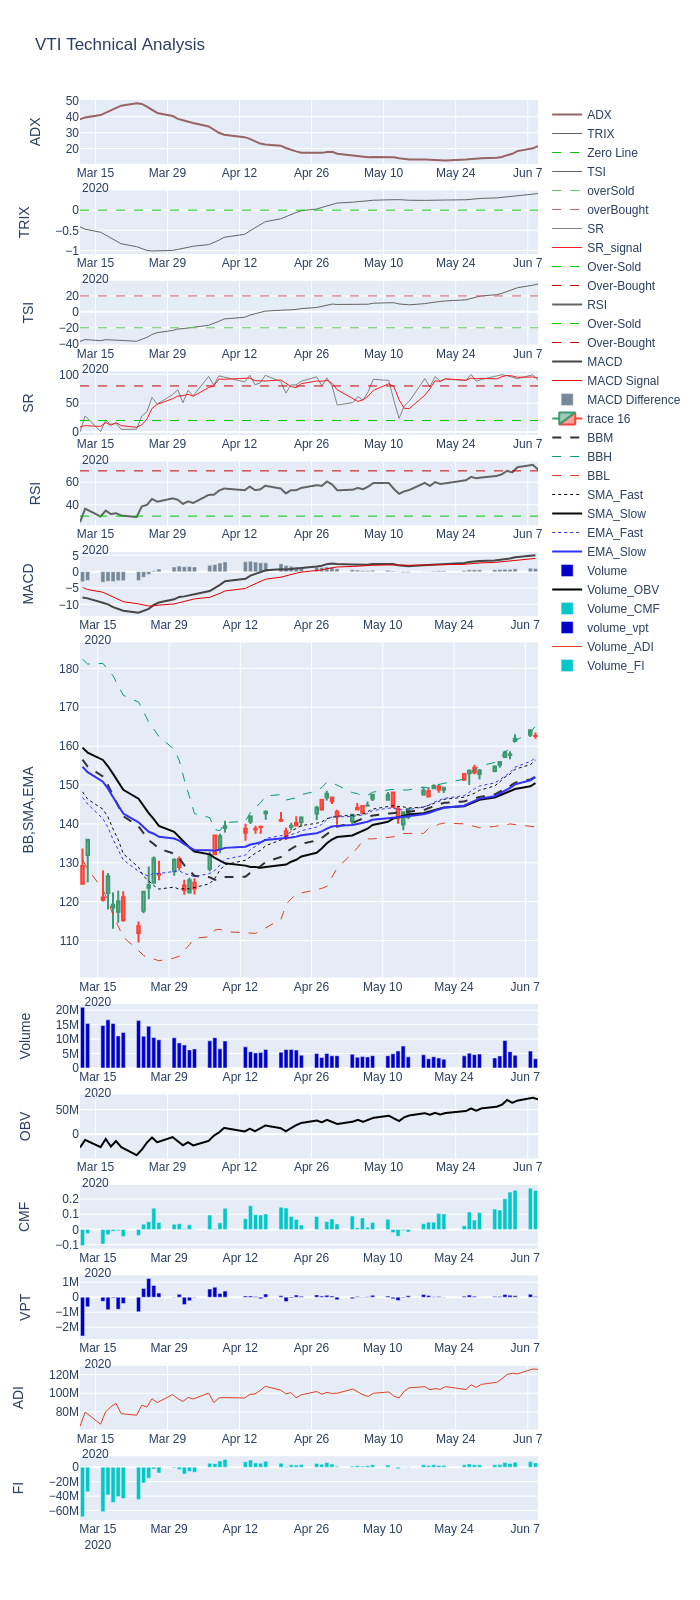 VTI Technical Analysis
ADX
50
40
30
20
Mar 15
Mar 29
Apr 12
Apr 26
May 10
May 24
Jun 7
2020
TRIX
0
−0.5
−1
Mar 15
Mar 29
Apr 12
Apr 26
May 10
May 24
Jun 7
2020
TSI
20
0
−20
−40
Mar 15
Mar 29
Apr 12
Apr 26
May 10
May 24
Jun 7
2020
SR
100
50
0
Mar 15
Mar 29
Apr 12
Apr 26
May 10
May 24
Jun 7
2020
RSI
60
40
Mar 15
Mar 29
Apr 12
Apr 26
May 10
May 24
Jun 7
2020
MACD
5
0
−5
−10
Mar 15
Mar 29
Apr 12
Apr 26
May 10
May 24
Jun 7
2020
BB,SMA,EMA
180
170
160
150
140
130
120
110
Mar 15
Mar 29
Apr 12
Apr 26
May 10
May 24
Jun 7
2020
Volume
20M
15M
10M
5M
0
Mar 15
Mar 29
Apr 12
Apr 26
May 10
May 24
Jun 7
2020
OBV
50M
0
Mar 15
Mar 29
Apr 12
Apr 26
May 10
May 24
Jun 7
2020
CMF
0.2
0.1
0
−0.1
Mar 15
Mar 29
Apr 12
Apr 26
May 10
May 24
Jun 7
2020
VPT
1M
0
−1M
−2M
Mar 15
Mar 29
Apr 12
Apr 26
May 10
May 24
Jun 7
2020
ADI
120M
100M
80M
Mar 15
Mar 29
Apr 12
Apr 26
May 10
May 24
Jun 7
2020
FI
0
−20M
−40M
−60M
Mar 15
Mar 29
Apr 12
Apr 26
May 10
May 24
Jun 7
2020
ADX
TRIX
Zero Line
TSI
overSold
overBought
SR
SR_signal
Over-Sold
Over-Bought
RSI
Over-Sold
Over-Bought
MACD
MACD Signal
MACD Difference
trace 16
BBM
BBH
BBL
SMA_Fast
SMA_Slow
EMA_Fast
EMA_Slow
Volume
Volume_OBV
Volume_CMF
volume_vpt
Volume_ADI
Volume_FI